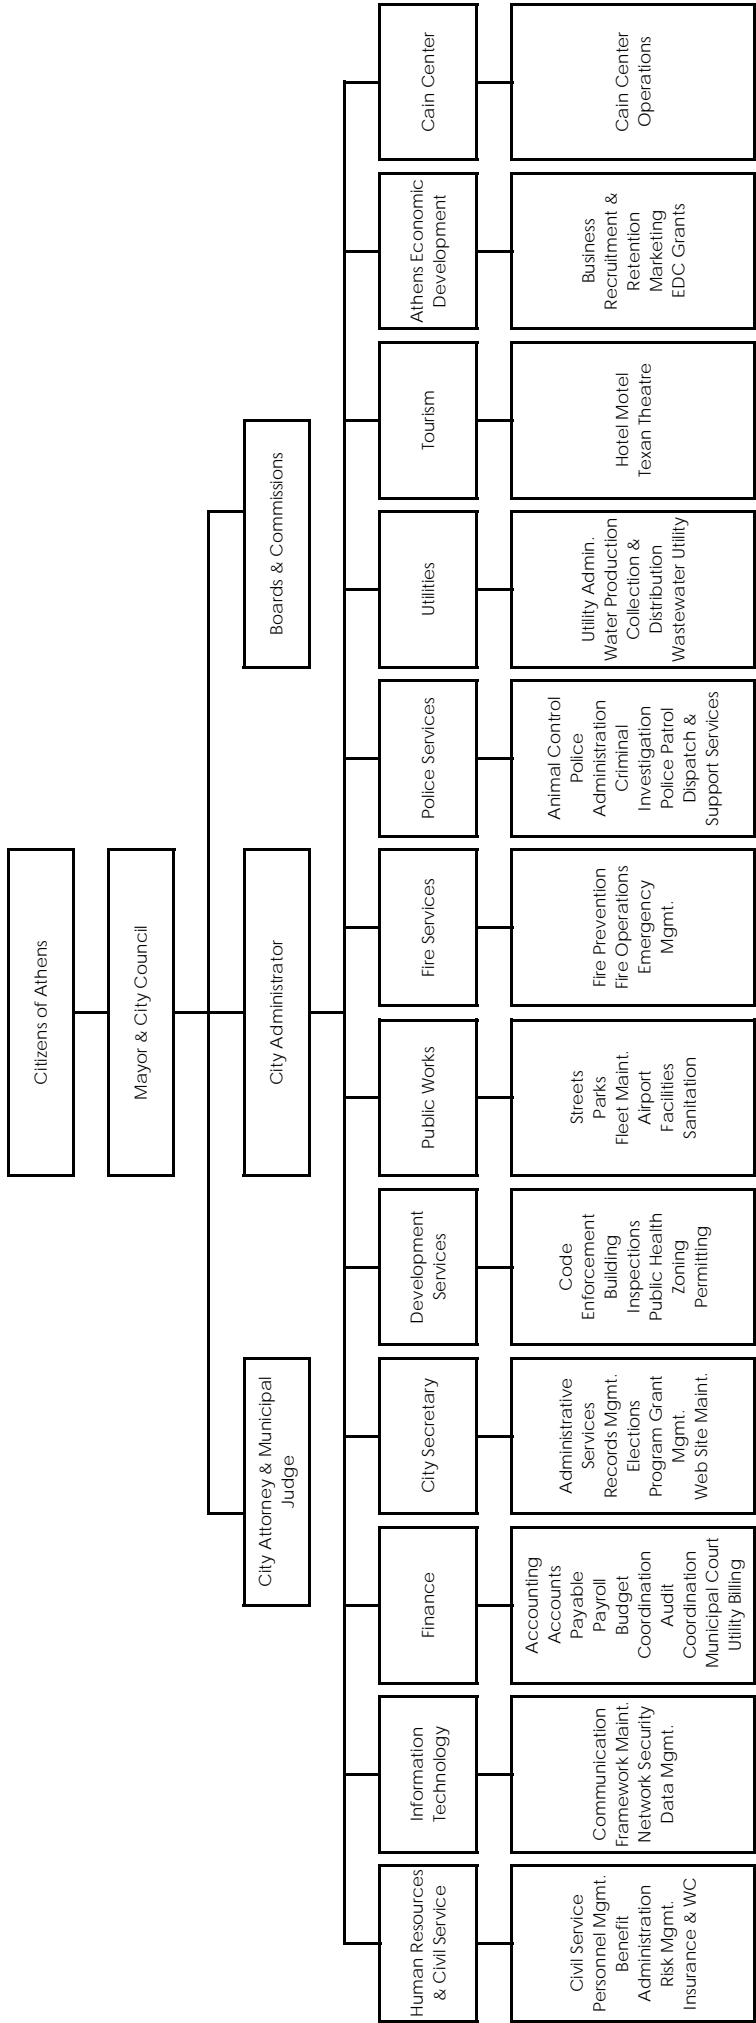 Citizens of Athens
Mayor & City Council
City Attorney & Municipal
Judge
City Administrator
Boards & Commissions
Human Resources
& Civil Service
Information
Technology
Finance
City Secretary
Development
Services
Public Works
Fire Services
Police Services
Utilities
Tourism
Athens Economic
Development
Cain Center
Civil Service
Personnel Mgmt.
Benefit
Administration
Risk Mgmt.
Insurance & WC
Communication
Framework Maint.
Network Security
Data Mgmt.
Accounting
Accounts
Payable
Payroll
Budget
Coordination
Audit
Coordination
Municipal Court
Utility Billing
Administrative
Services
Records Mgmt.
Elections
Program Grant
Mgmt.
Web Site Maint.
Code
Enforcement
Building
Inspections
Public Health
Zoning
Permitting
Streets
Parks
Fleet Maint.
Airport
Facilities
Sanitation
Fire Prevention
Fire Operations
Emergency
Mgmt.
Animal Control
Police
Administration
Criminal
Investigation
Police Patrol
Dispatch &
Support Services
Utility Admin.
Water Production
Collection &
Distribution
Wastewater Utility
Hotel Motel
Texan Theatre
Business
Recruitment &
Retention
Marketing
EDC Grants
Cain Center
Operations